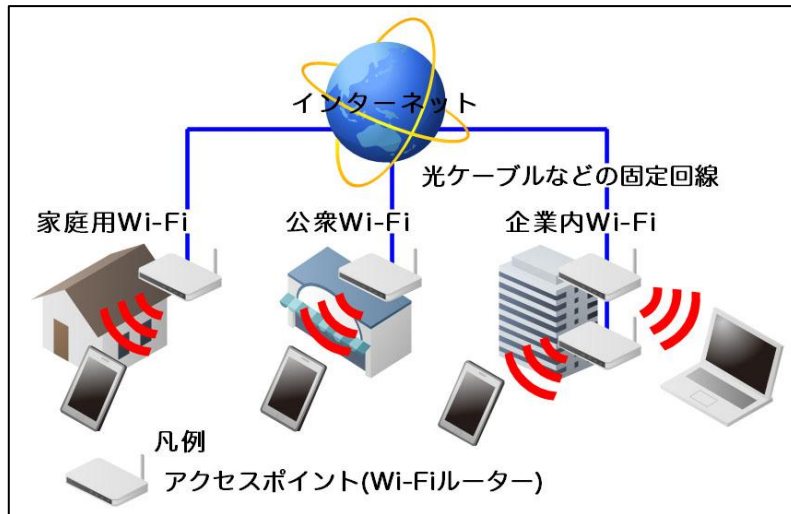 インターネット
光ケーブルなどの固定回線
家庭用Wi-Fi
公衆Wi-Fi
企業内Wi-Fi
凡例
アクセスポイント(Wi-Fiルーター)